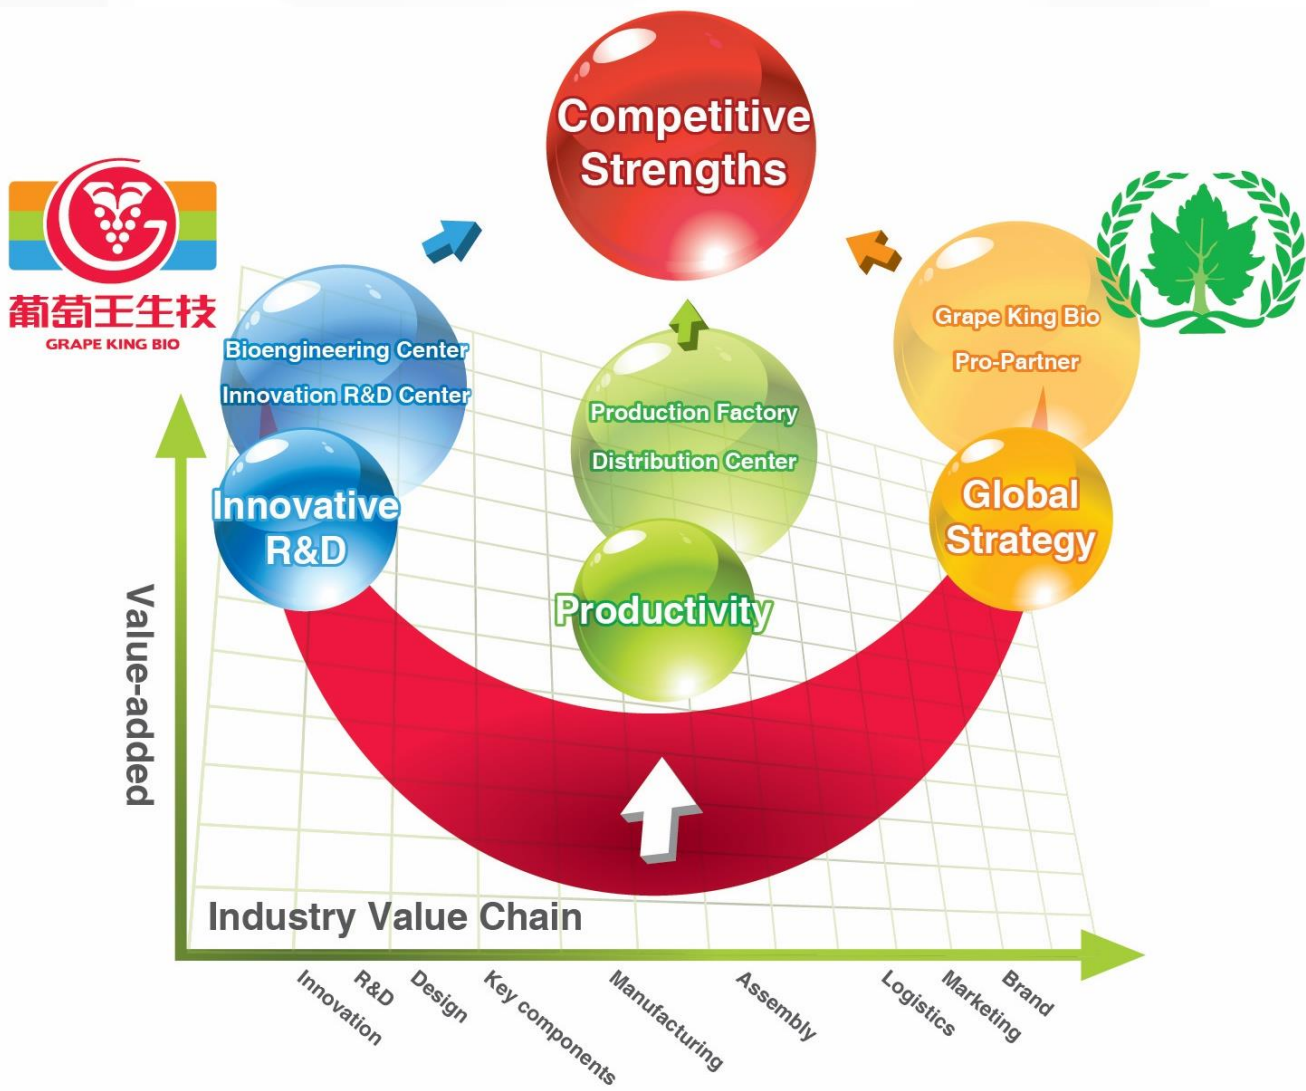 Competitive
Strengths
葡萄王生技
GRAPE KING BIO
Bioengineering Center
Innovation R&D Center
Production Factory
Distribution Center
Grape King Bio
Pro-Partner
Innovative
R&D
Productivity
Global
Strategy
Value-added
Industry Value Chain
Innovation
R&D
Design
Key components
Manufacturing
Assembly
Logistics
Marketing
Brand